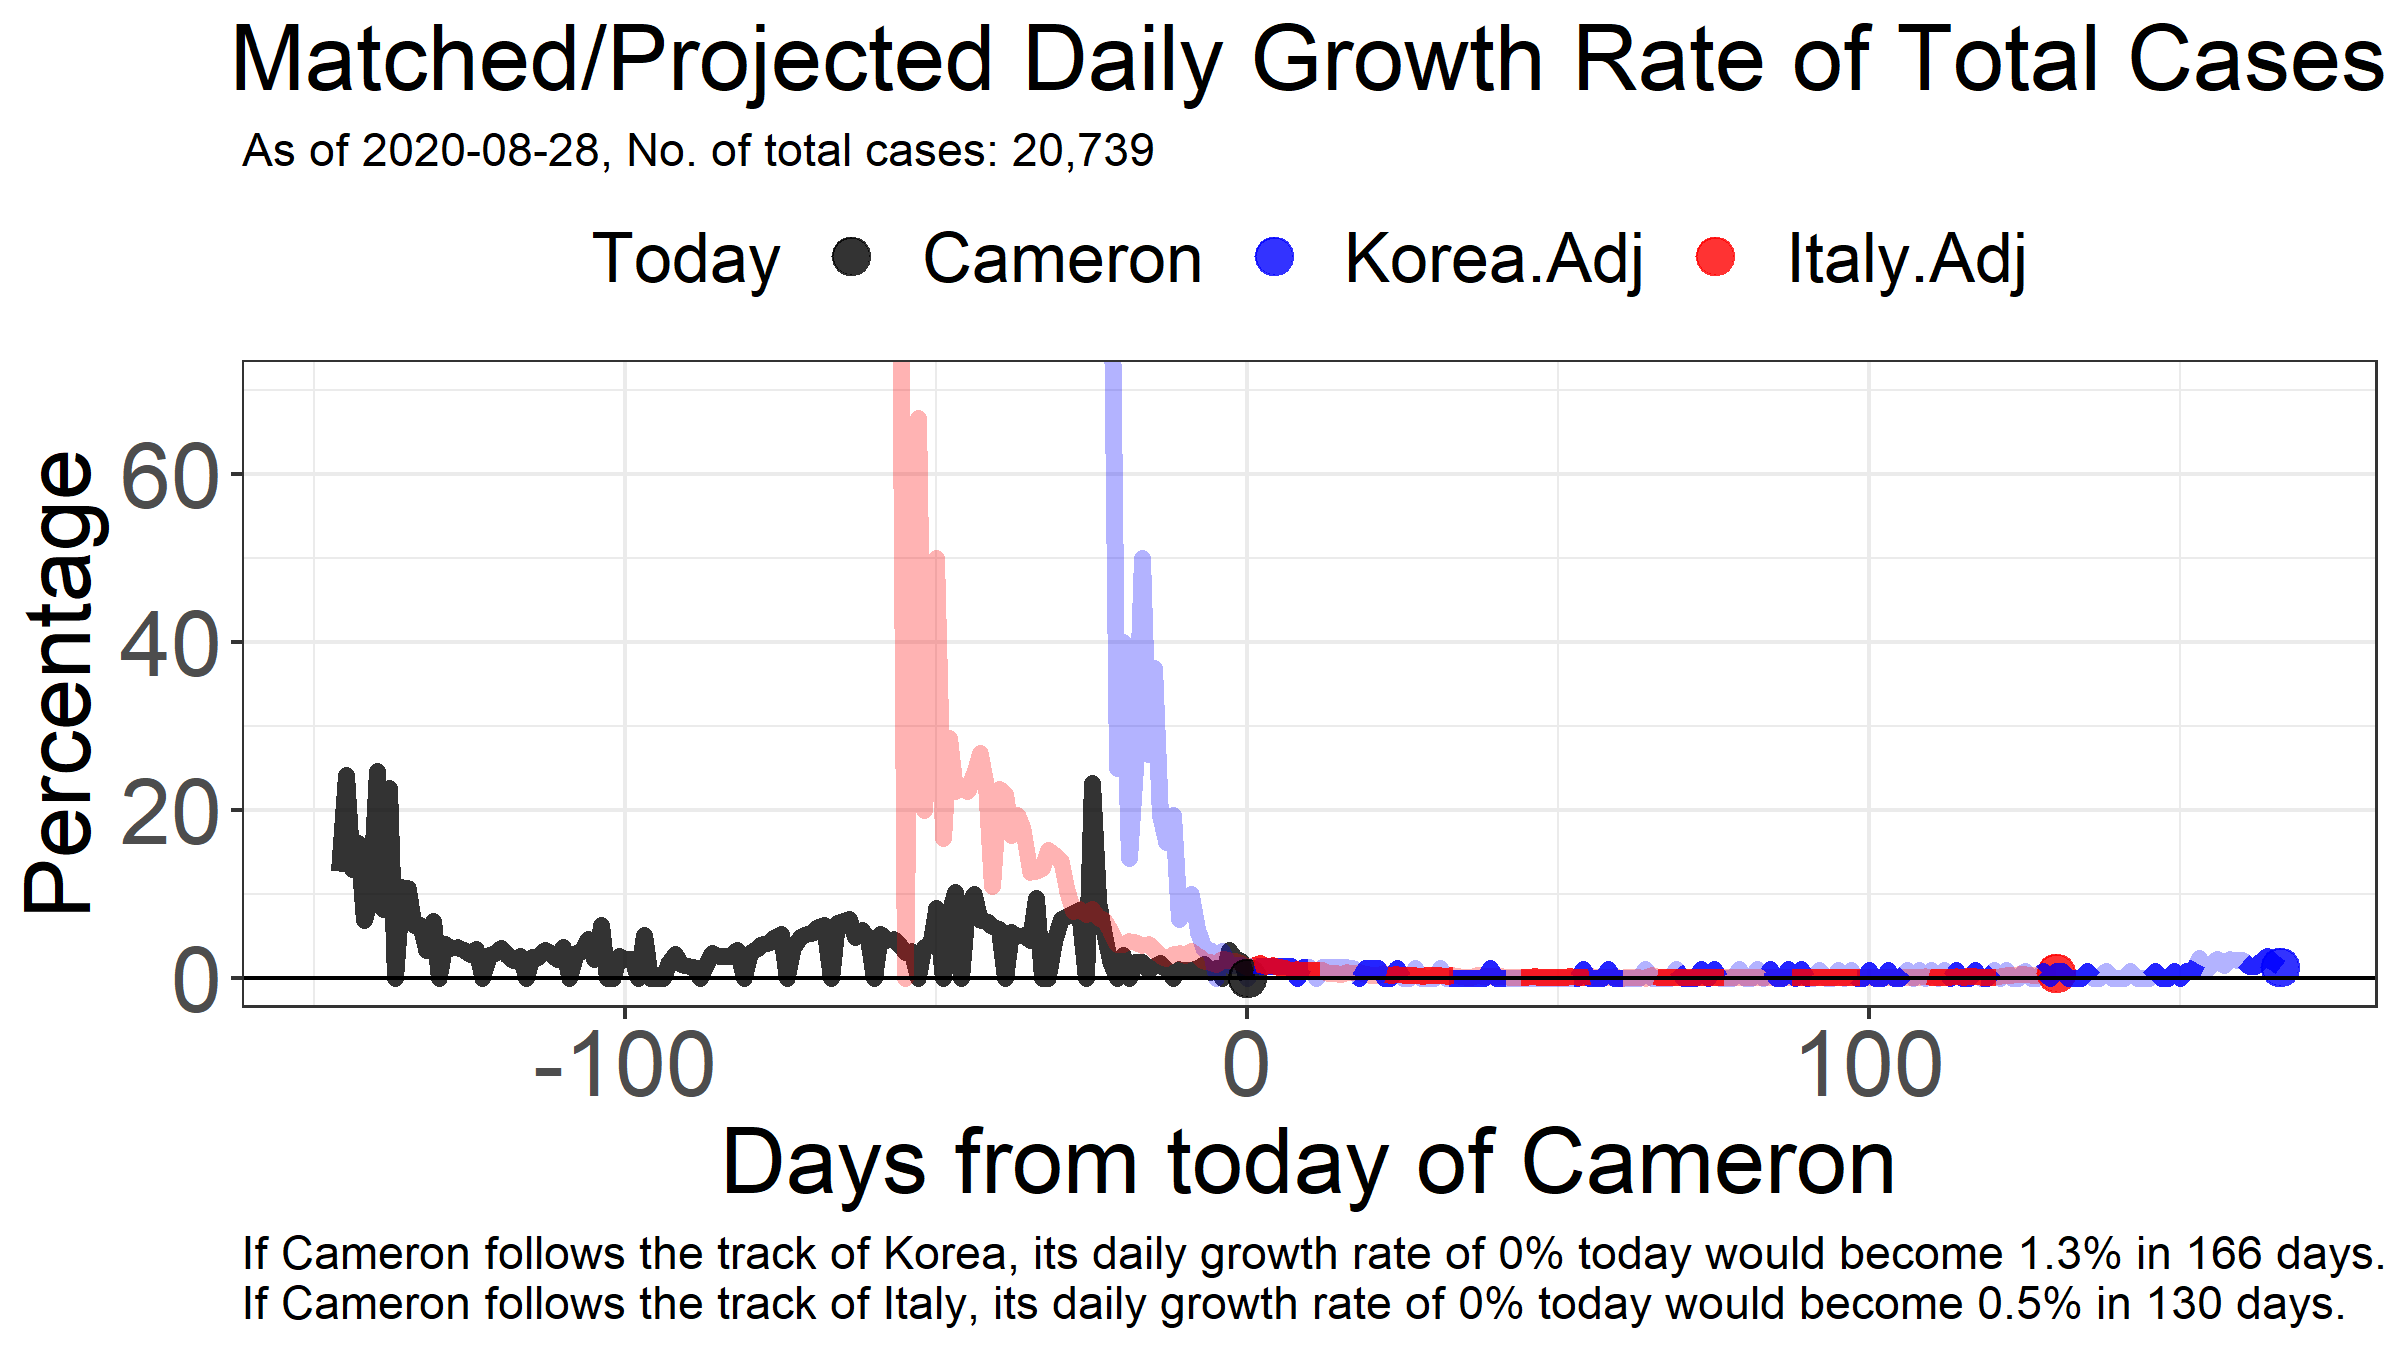 Matched/Projected Daily Growth Rate of Total Cases
As of 2020-08-28, No. of total cases: 20,739
Today Cameron Korea.Adj Italy.Adj
Percentage
60
40
20
0
-100 0 100
Days from today of Cameron
If Cameron follows the track of Korea, its daily growth rate of 0% today would become 1.3% in 166 days.
If Cameron follows the track of Italy, its daily growth rate of 0% today would become 0.5% in 130 days.